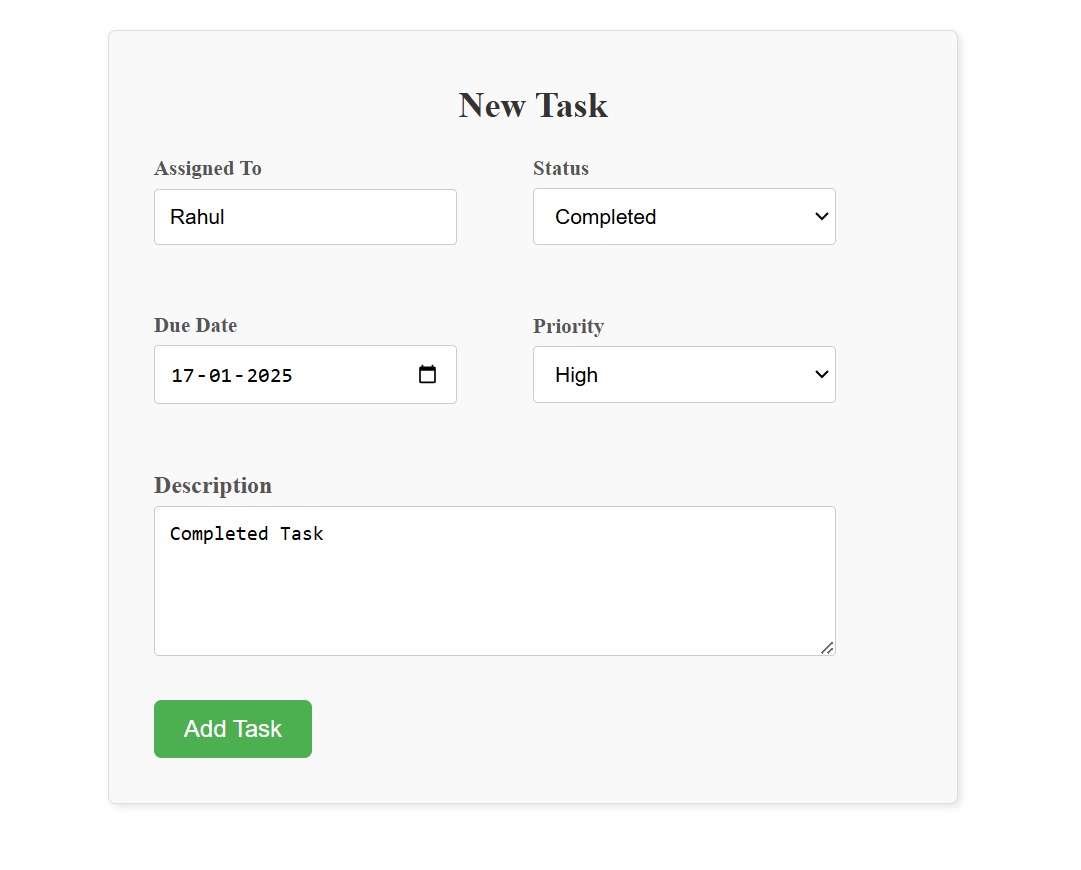 New Task
Assigned To
Status
Rahul
Completed
Due Date
Priority
17-01-2025
High
Description
Completed Task
Add Task